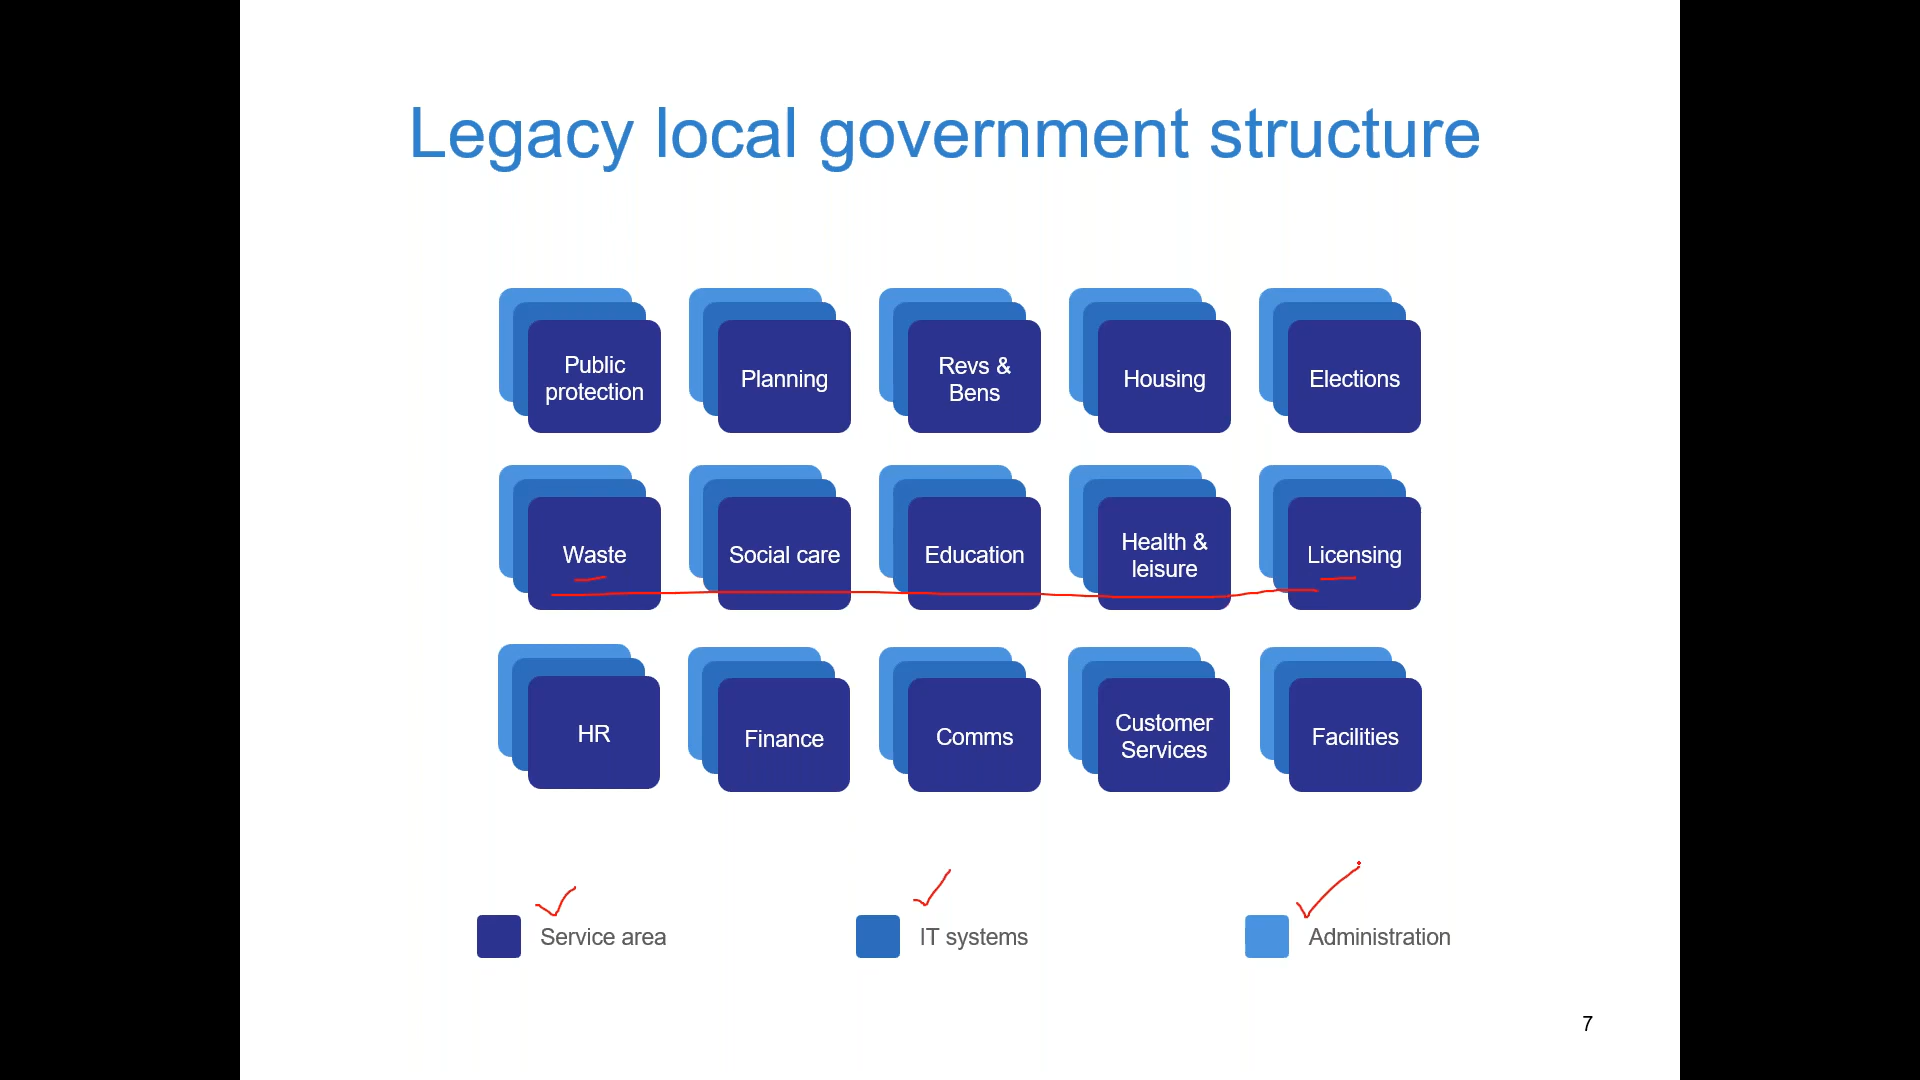 Legacy local government structure
Public
protection
Planning
Revs &
Bens
Housing
Elections
Waste
Social care
Education
Health &
leisure
Licensing
HR
Finance
Comms
Customer
Services
Facilities
Service area
IT systems
Administration
7